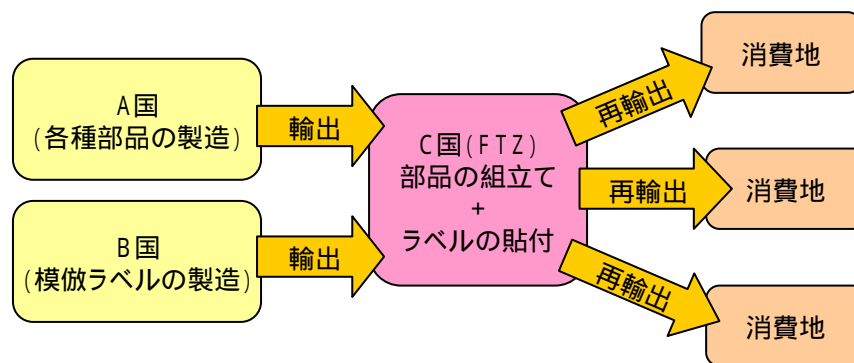 A国
(各種部品の製造)
輸出
B国
(模倣ラベルの製造)
輸出
C国(FTZ)
部品の組立て
+
ラベルの貼付
再輸出
消費地
再輸出
消費地
再輸出
消費地